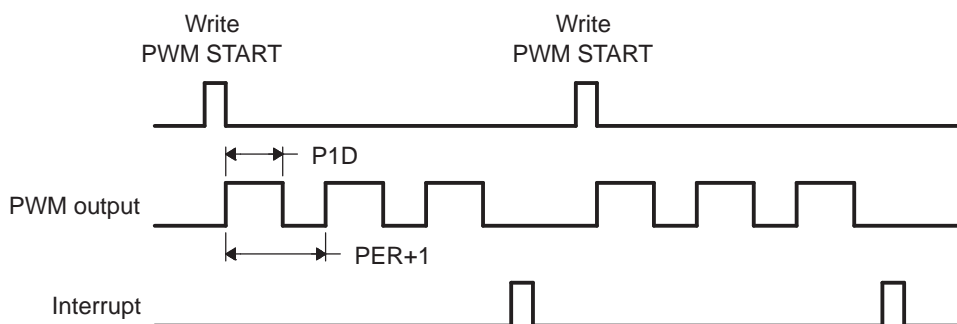 Write
PWM START
Write
PWM START
P1D
PWM output
PER+1
Interrupt